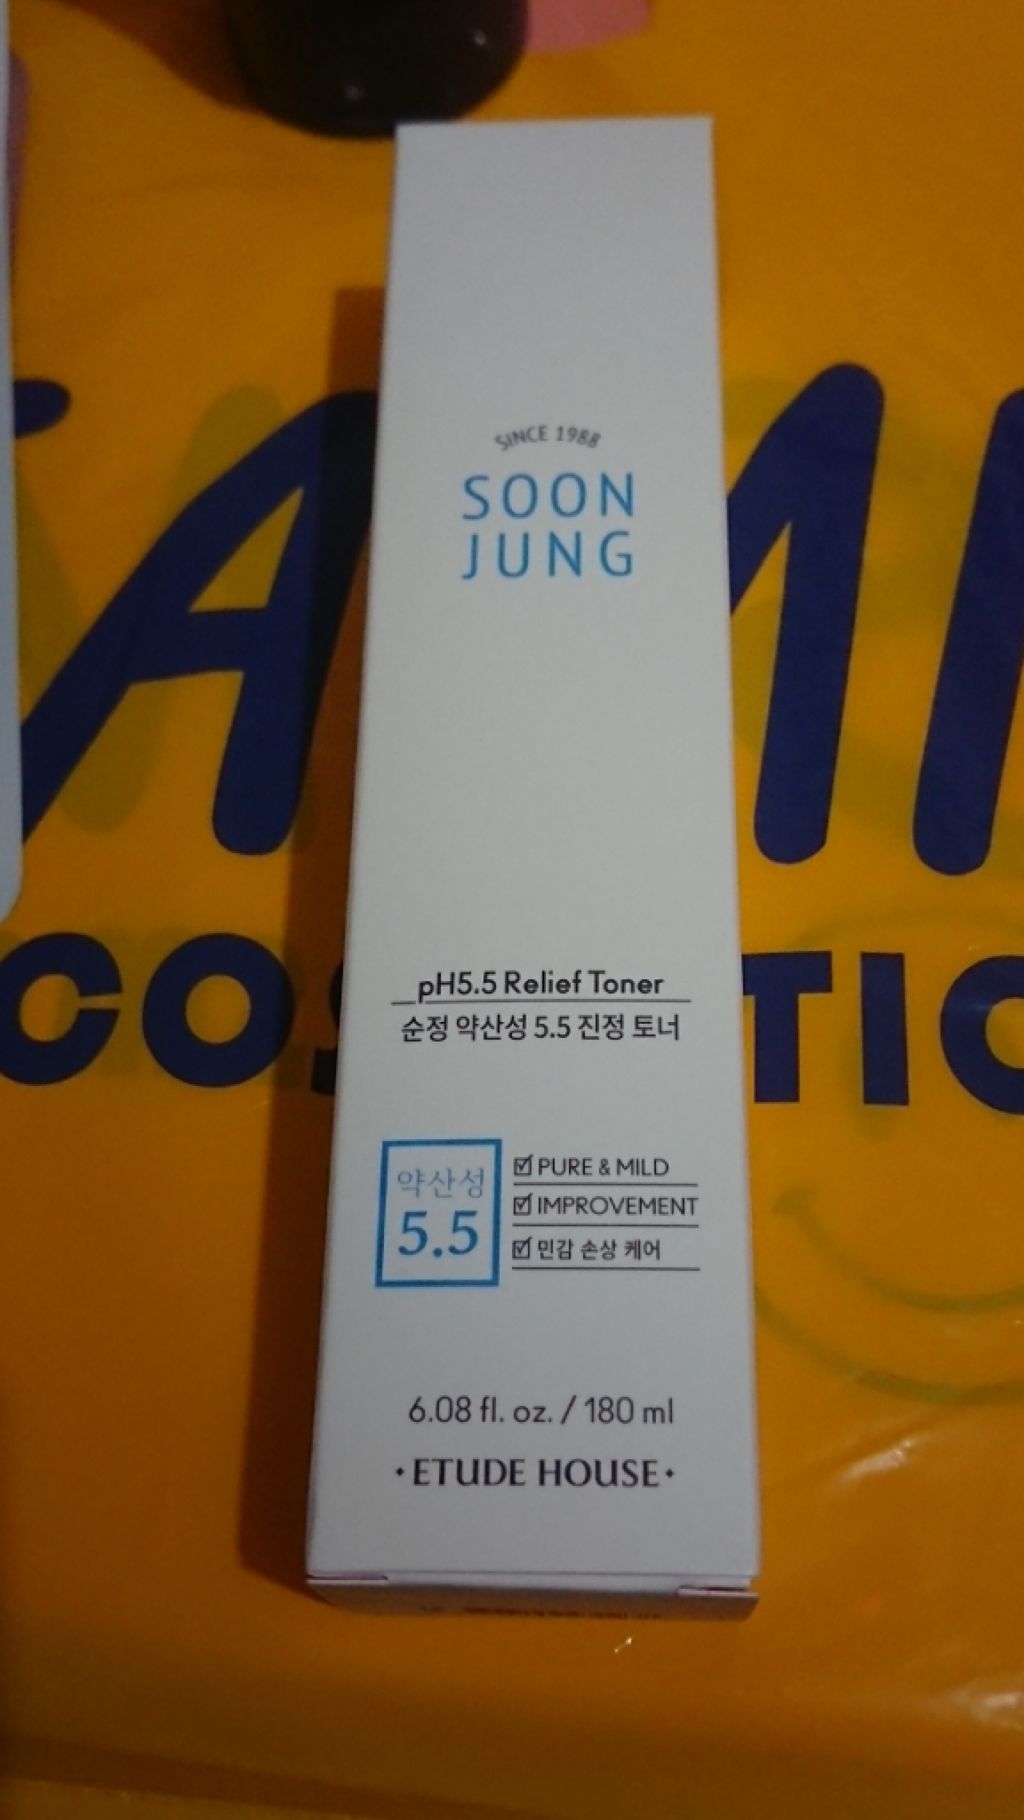 SINCE 1988
SOON
JUNG
pH5.5 Relief Toner
순정 약산성 5.5 진정 토너
약산성
5.5
PURE & MILD
IMPROVEMENT
민감 손상 케어
6.08 fl. oz. / 180 ml
·ETUDE HOUSE·